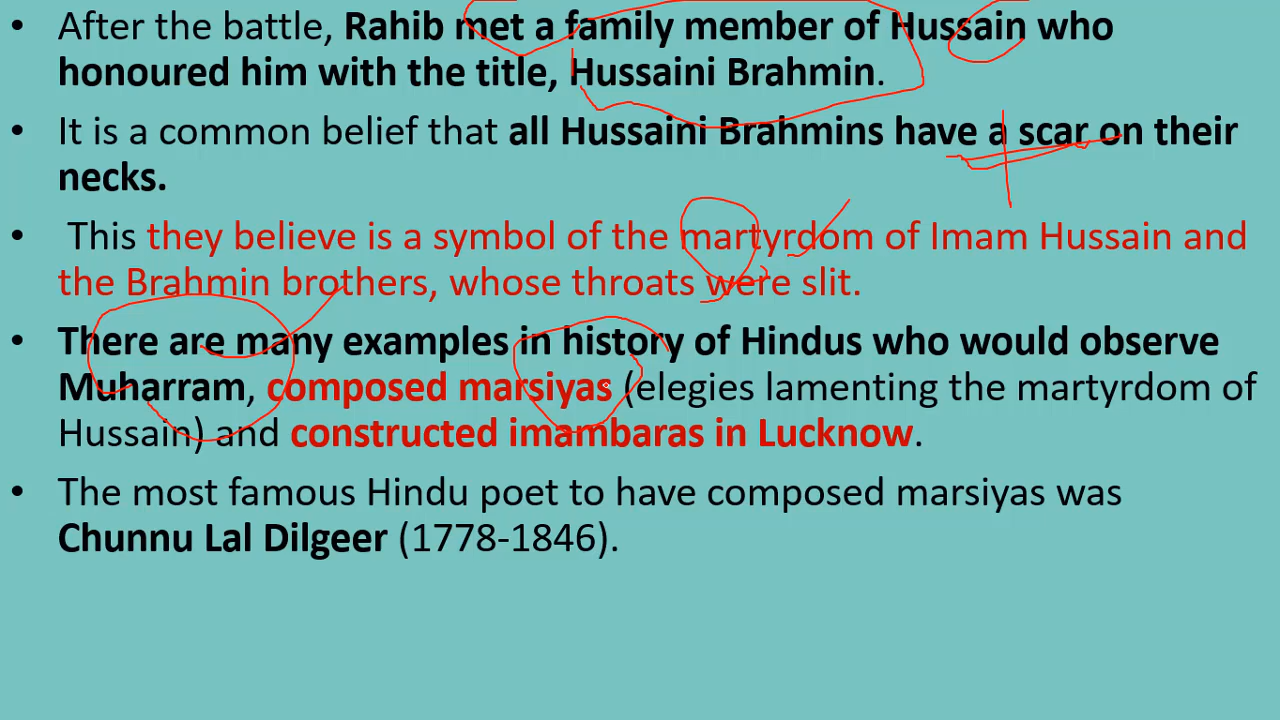 • After the battle, Rahib met a family member of Hussain who
honoured him with the title, Hussaini Brahmin.
• It is a common belief that all Hussaini Brahmins have a scar on their
necks.
• This they believe is a symbol of the martyrdom of Imam Hussain and
the Brahmin brothers, whose throats were slit.
• There are many examples in history of Hindus who would observe
Muharram, composed marsiyas (elegies lamenting the martyrdom of
Hussain) and constructed imambaras in Lucknow.
• The most famous Hindu poet to have composed marsiyas was
Chunnu Lal Dilgeer (1778-1846).